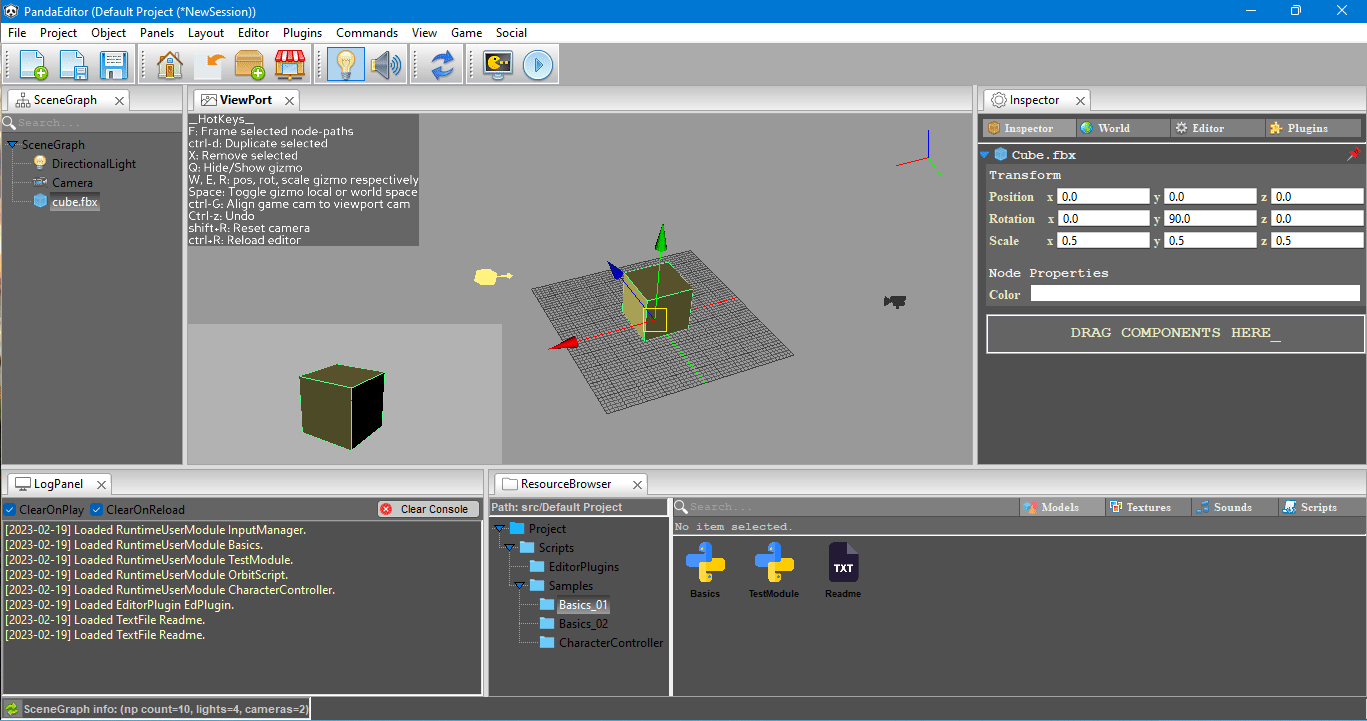 PandaEditor (Default Project (*NewSession))
File Project Object Panels Layout Editor Plugins Commands View Game Social
SceneGraph
Search...
SceneGraph
DirectionalLight
Camera
cube.fbx
ViewPort
__HotKeys__
F: Frame selected node-paths
ctrl-d: Duplicate selected
X: Remove selected
Q: Hide/Show gizmo
W, E, R: pos, rot, scale gizmo respectively
Space: Toggle gizmo local or world space
ctrl-G: Align game cam to viewport cam
Ctrl-z: Undo
shift+R: Reset camera
ctrl+R: Reload editor
Inspector
Inspector World Editor Plugins
Cube.fbx
Transform
Position x 0.0 y 0.0 z 0.0
Rotation x 0.0 y 90.0 z 0.0
Scale x 0.5 y 0.5 z 0.5
Node Properties
Color
DRAG COMPONENTS HERE_
LogPanel
ClearOnPlay ClearOnReload Clear Console
[2023-02-19] Loaded RuntimeUserModule InputManager.
[2023-02-19] Loaded RuntimeUserModule Basics.
[2023-02-19] Loaded RuntimeUserModule TestModule.
[2023-02-19] Loaded RuntimeUserModule OrbitScript.
[2023-02-19] Loaded RuntimeUserModule CharacterController.
[2023-02-19] Loaded EditorPlugin EdPlugin.
[2023-02-19] Loaded TextFile Readme.
[2023-02-19] Loaded TextFile Readme.
ResourceBrowser
Path: src/Default Project
Project
Scripts
EditorPlugins
Samples
Basics_01
Basics_02
CharacterController
Search...
Models Textures Sounds Scripts
No item selected.
TXT
Basics TestModule Readme
SceneGraph info: (np count=10, lights=4, cameras=2)